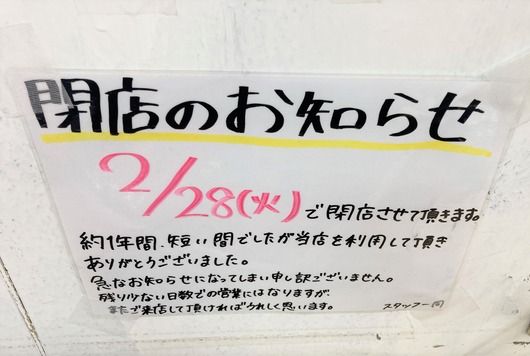 閉店のお知らせ
2/28(火)で閉店させて頂きます。
約1年間、短い間でしたが当店を利用して頂き
ありがとうございました。
急なお知らせになってしまい申し訳ございません。
残り少ない日数での営業にはなりますが、
またご来店して頂ければうれしく思います。
スタッフ一同